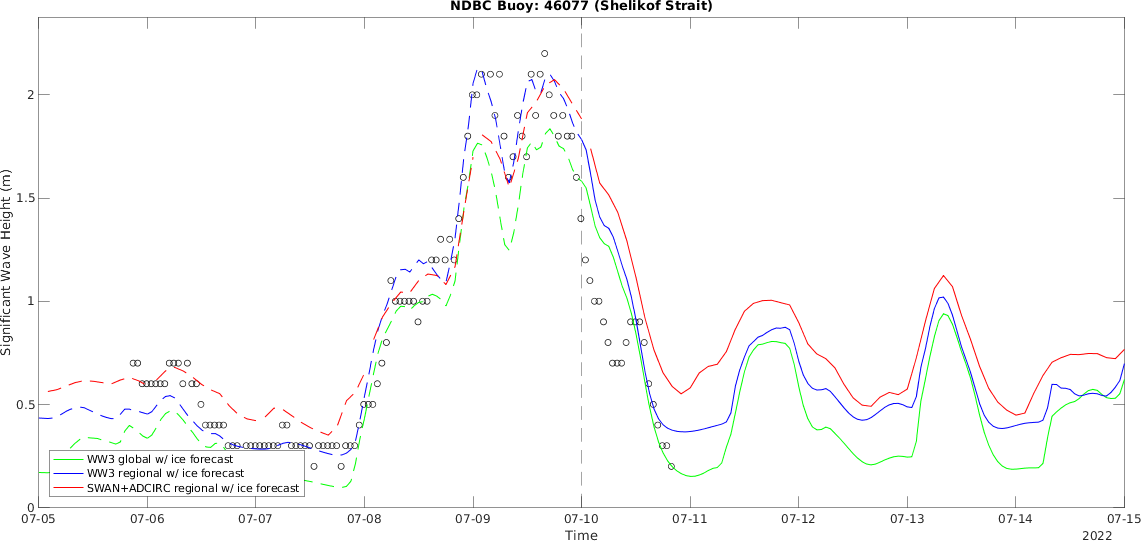 NDBC Buoy: 46077 (Shelikof Strait)
Significant Wave Height (m)
2
1.5
1
0.5
0
WW3 global w/ ice forecast
WW3 regional w/ ice forecast
SWAN+ADCIRC regional w/ ice forecast
07-05 07-06 07-07 07-08 07-09 07-10 07-11 07-12 07-13 07-14 07-15
Time
2022